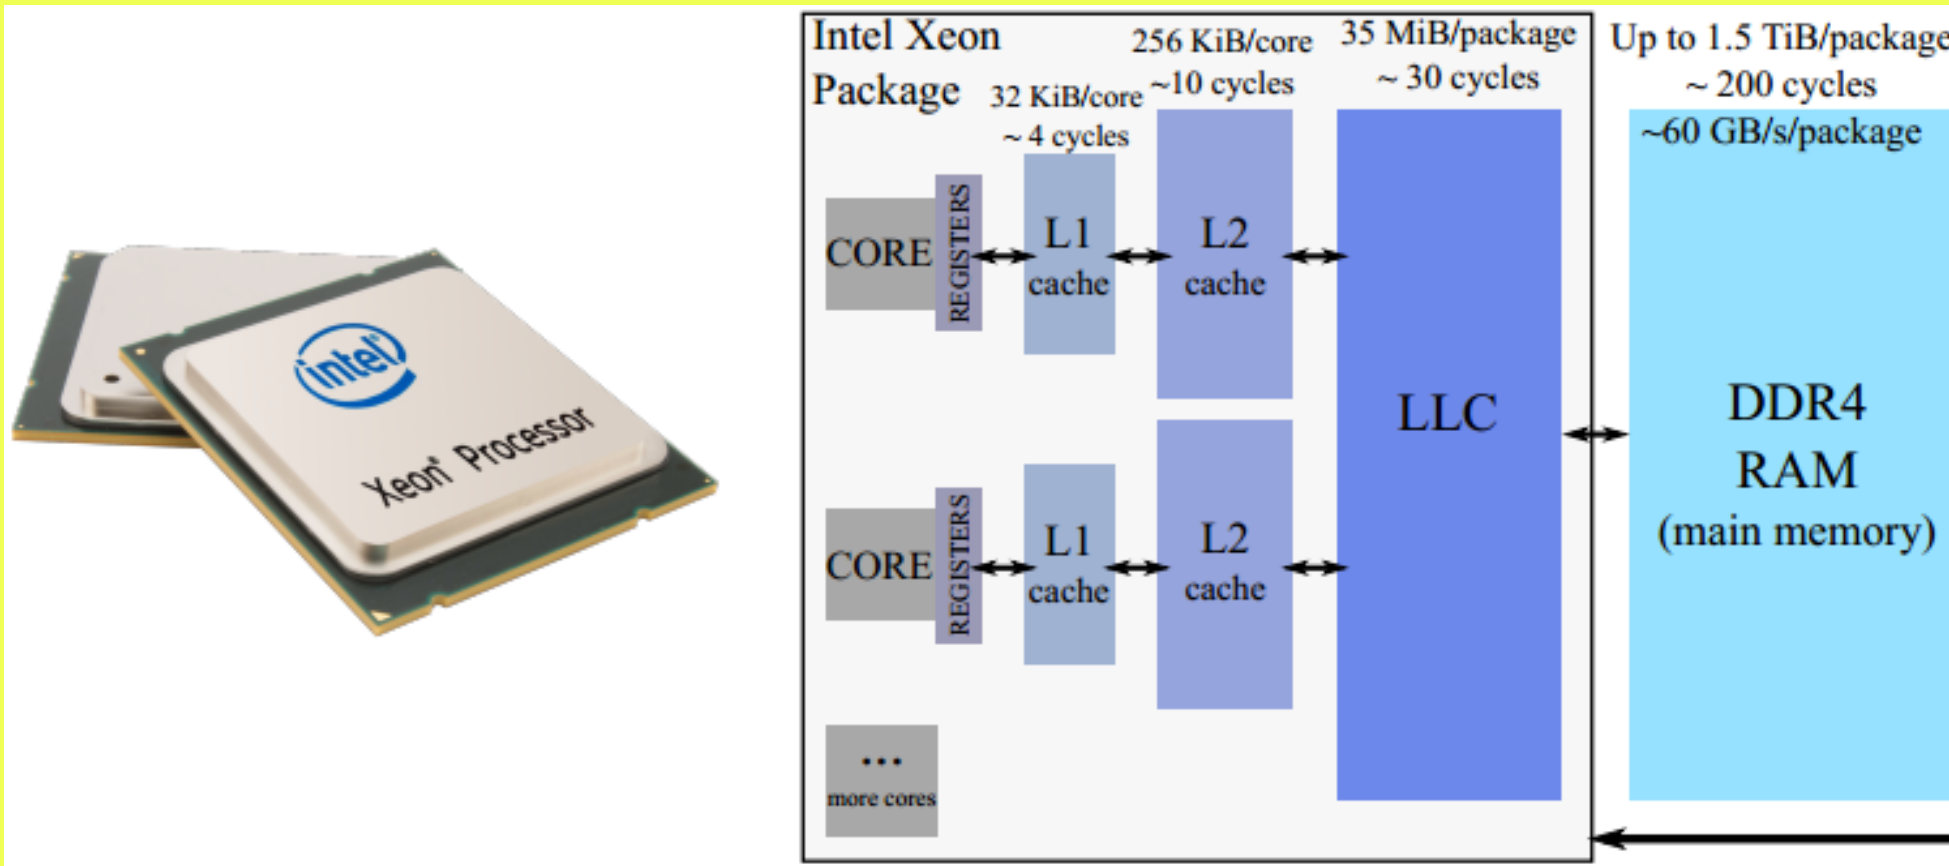 intel
Xeon® Processor
Intel Xeon
Package
32 KiB/core
~ 4 cycles
256 KiB/core
~10 cycles
35 MiB/package
~ 30 cycles
Up to 1.5 TiB/package
~ 200 cycles
~60 GB/s/package
CORE
REGISTERS
L1
cache
L2
cache
CORE
REGISTERS
L1
cache
L2
cache
LLC
DDR4
RAM
(main memory)
...
more cores